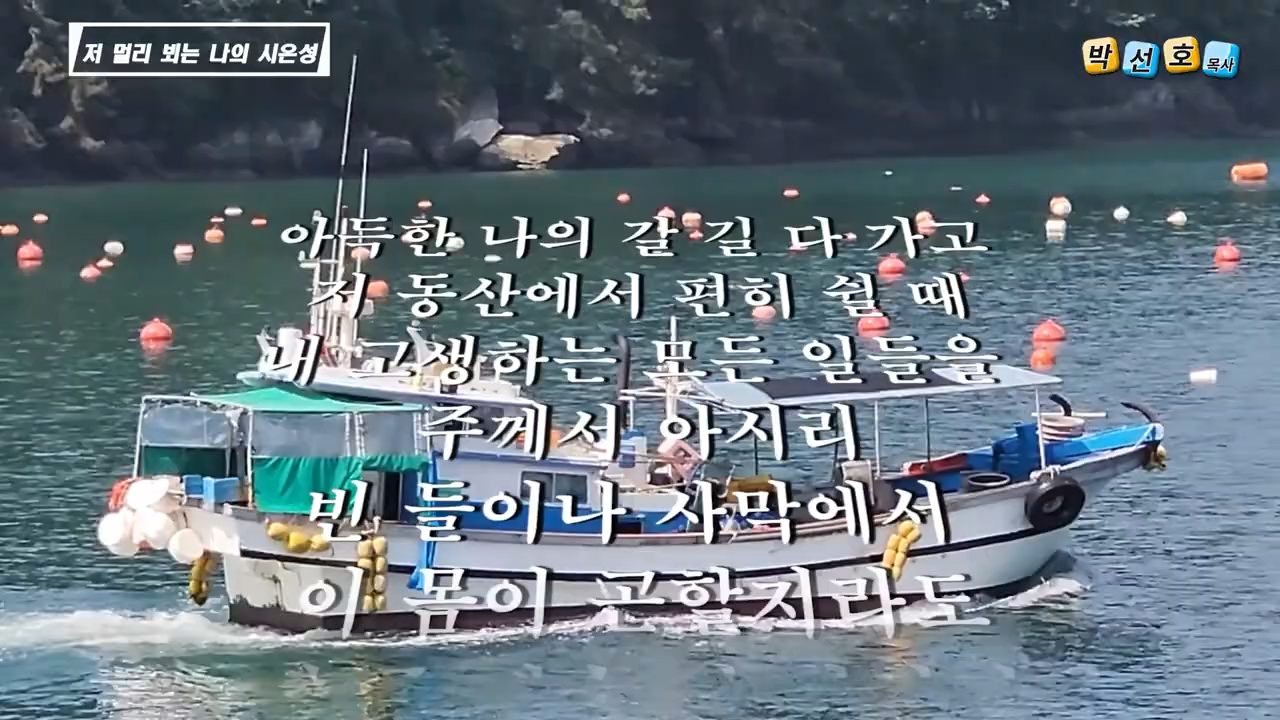 저 멀리 뵈는 나의 시온성
박선호 목사
아득한 나의 갈 길 다 가고
저 동산에서 편히 쉴 때
내 고생하는 모든 일들을
주께서 아시리
빈 들이나 사막에서
이 몸이 곤할지라도